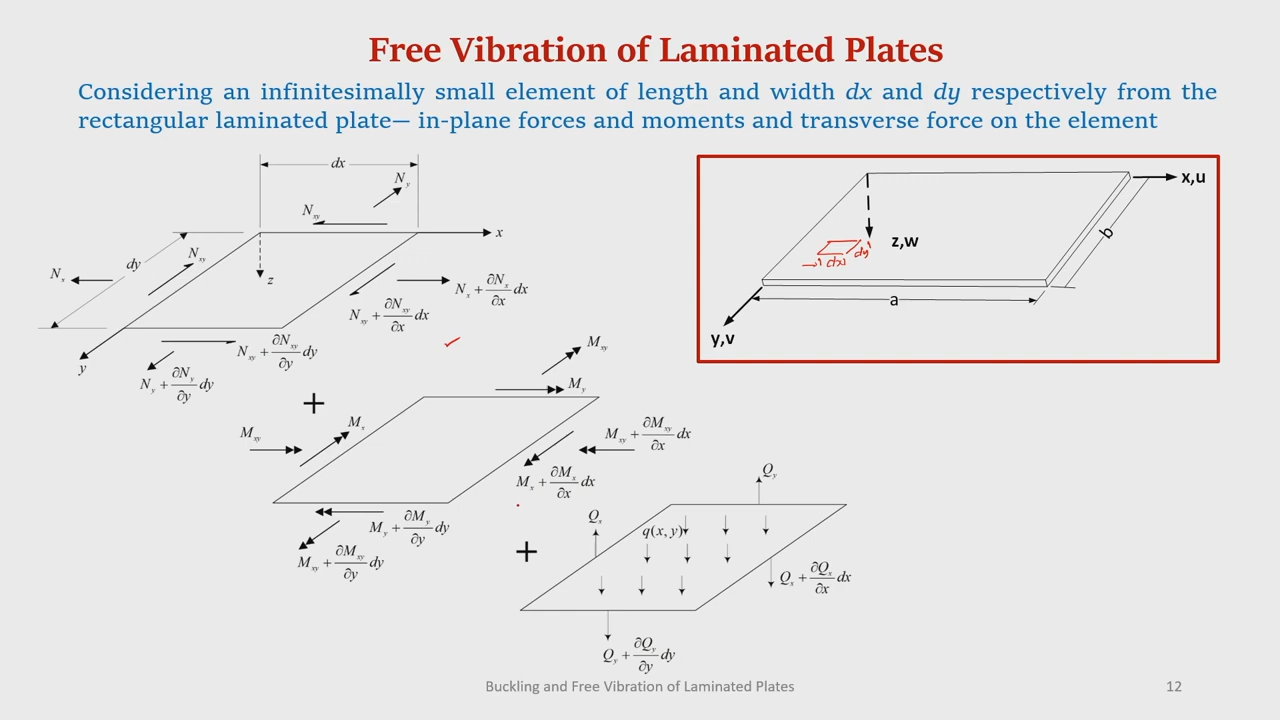 Free Vibration of Laminated Plates
Considering an infinitesimally small element of length and width dx and dy respectively from the
rectangular laminated plate— in-plane forces and moments and transverse force on the element
dx
N_y
N_xy
x
dy
N_xy
N_x
z
N_x + ∂N_x/∂x dx
N_xy + ∂N_xy/∂x dx
N_xy + ∂N_xy/∂y dy
y
N_y + ∂N_y/∂y dy
x,u
z,w
b
dx
dy
a
y,v
+
M_xy
M_y
M_x
M_xy
M_xy + ∂M_xy/∂x dx
M_x + ∂M_x/∂x dx
M_y + ∂M_y/∂y dy
M_xy + ∂M_xy/∂y dy
+
Q_y
Q_x
q(x,y)
Q_x + ∂Q_x/∂x dx
Q_y + ∂Q_y/∂y dy
Buckling and Free Vibration of Laminated Plates
12